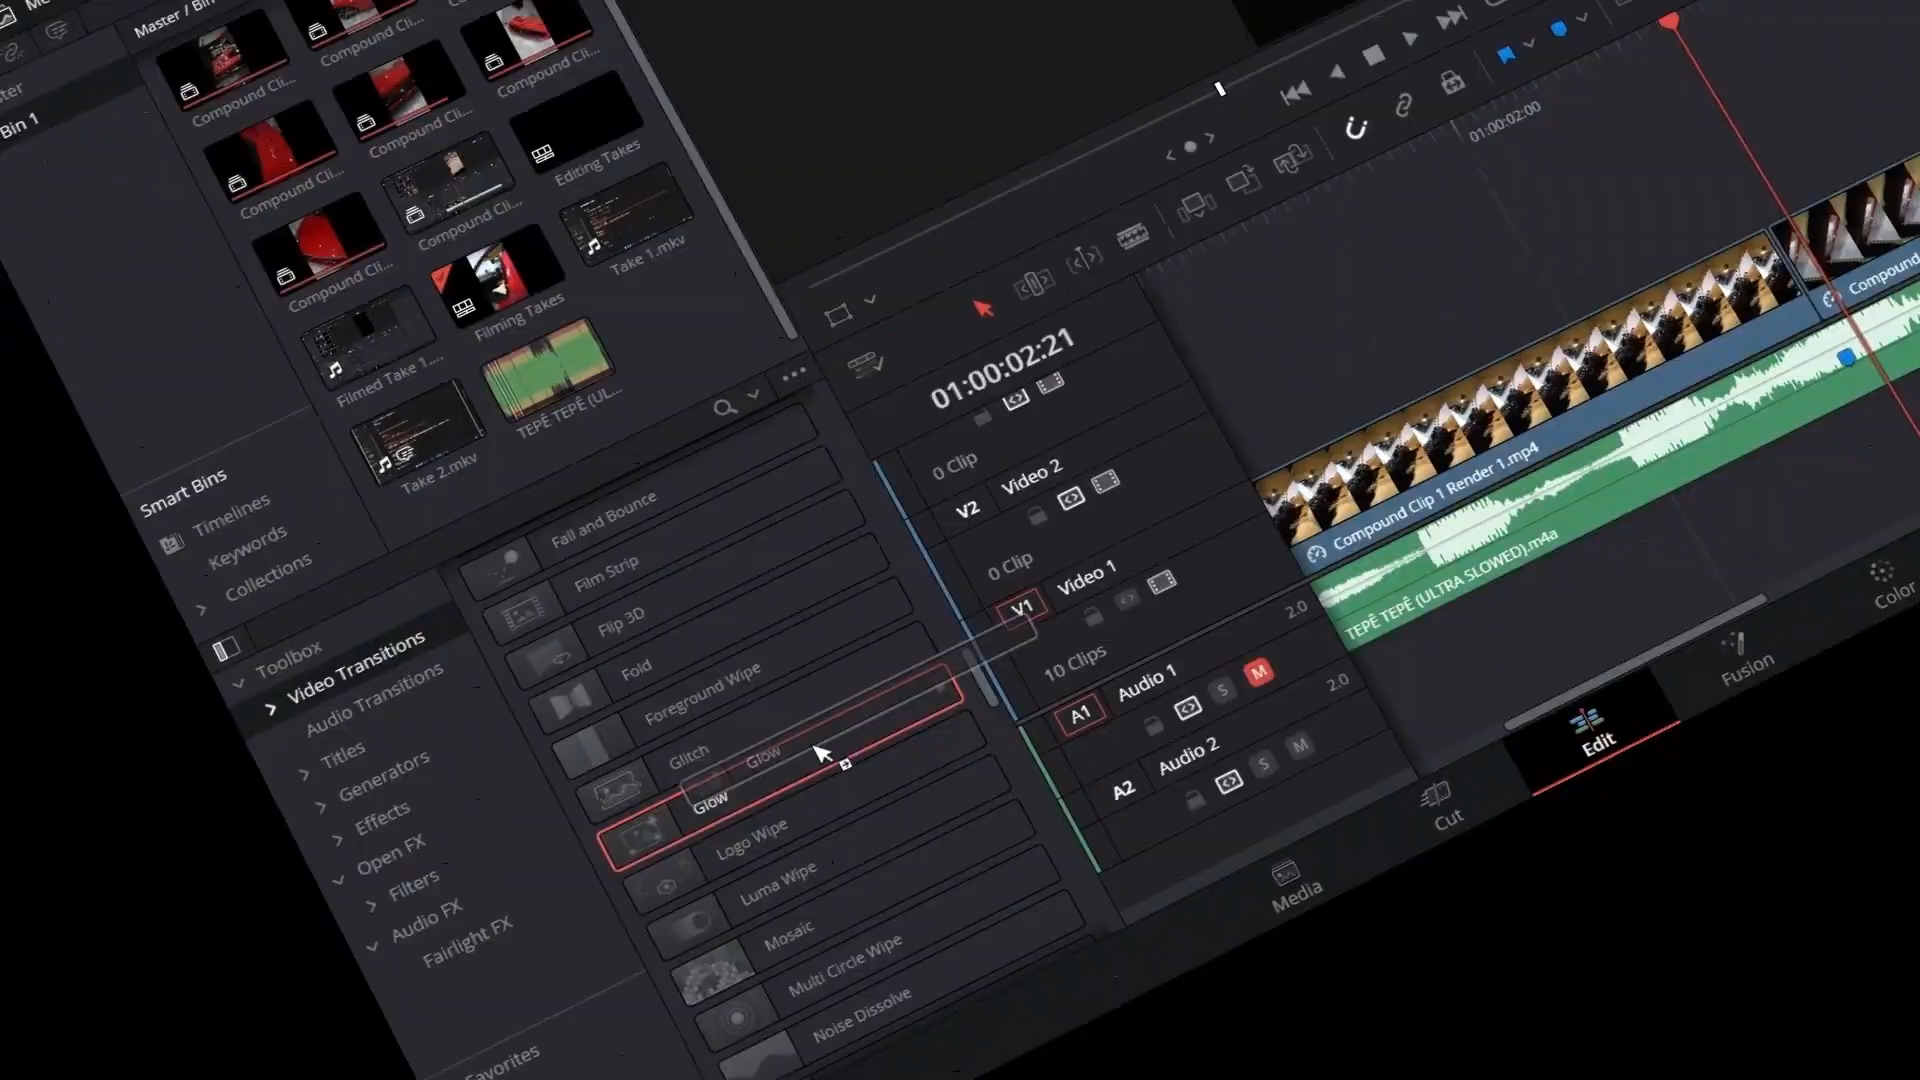 Master / Bin
Bin 1
Compound Cli...
Compound Cli...
Compound Cli...
Compound Cli...
Compound Cli...
Editing Takes
Compound Cli...
Compound Cli...
Take 1.mkv
Filming Takes
Filmed Take 1....
TEPÊ TEPÊ (UL...
Take 2.mkv
Smart Bins
Timelines
Keywords
Collections
Toolbox
Video Transitions
Audio Transitions
Titles
Generators
Effects
Open FX
Filters
Audio FX
Fairlight FX
Favorites
Fall and Bounce
Film Strip
Flip 3D
Fold
Foreground Wipe
Glitch
Glow
Glow
Logo Wipe
Luma Wipe
Mosaic
Multi Circle Wipe
Noise Dissolve
01:00:02:00
01:00:02:21
0 Clip
V2 Video 2
0 Clip
V1 Video 1
10 Clips
2.0
A1 Audio 1
S M
2.0
A2 Audio 2
S M
Compound Clip 1 Render 1.mp4
Compound
TEPÊ TEPÊ (ULTRA SLOWED).m4a
Media
Cut
Edit
Fusion
Color